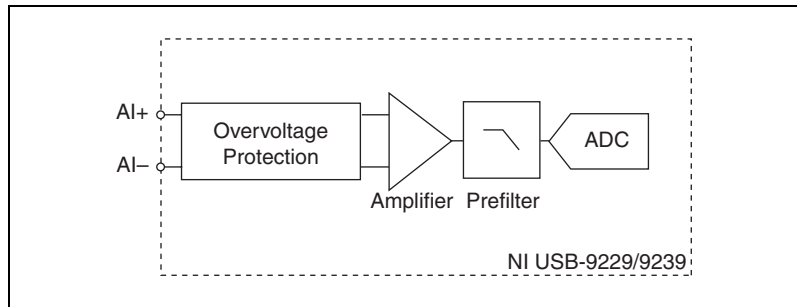 AI+
AI–
Overvoltage
Protection
Amplifier
Prefilter
ADC
NI USB-9229/9239